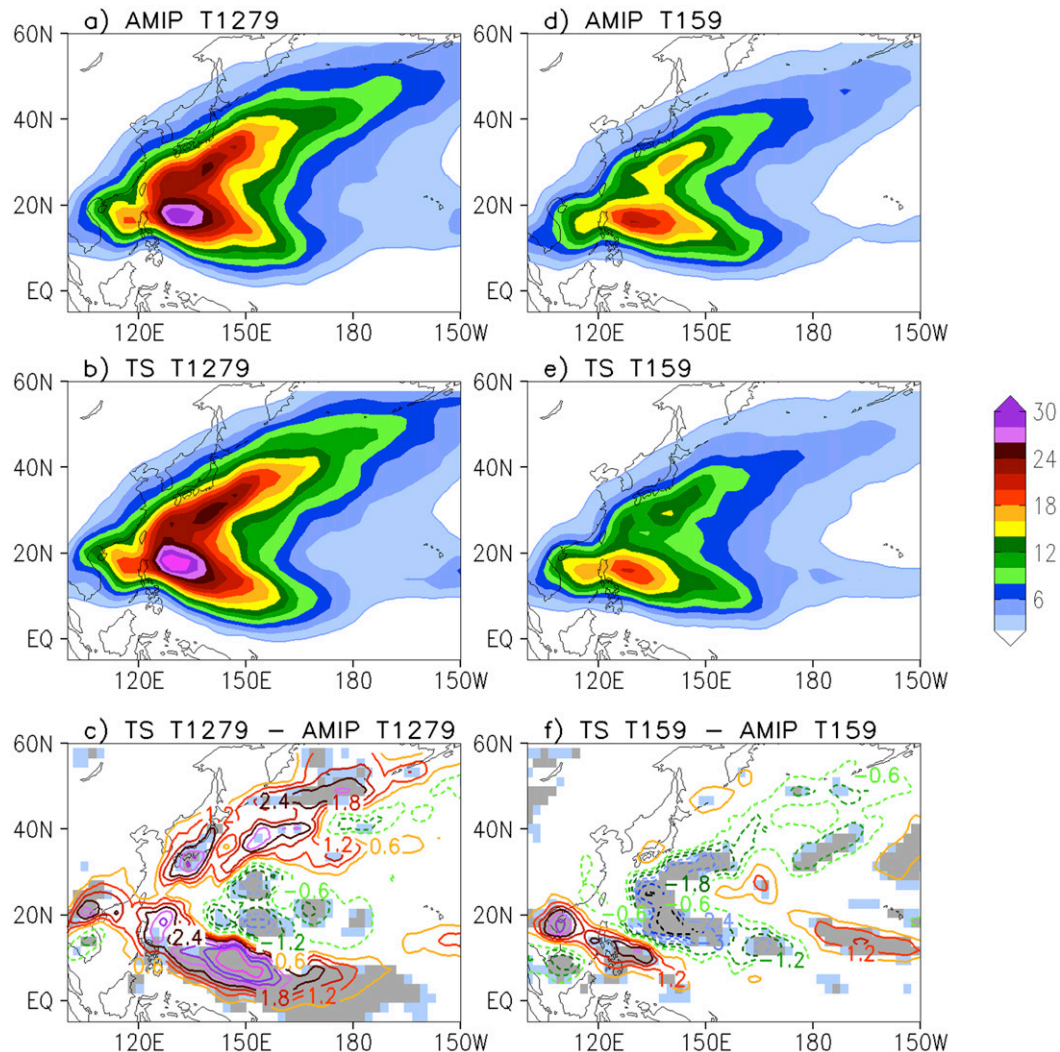 a) AMIP T1279
60N
40N
20N
EQ
120E 150E 180 150W
d) AMIP T159
60N
40N
20N
EQ
120E 150E 180 150W
b) TS T1279
60N
40N
20N
EQ
120E 150E 180 150W
e) TS T159
60N
40N
20N
EQ
120E 150E 180 150W
30
24
18
12
6
c) TS T1279 − AMIP T1279
60N
40N
20N
EQ
1.2
2.4
1.8
1.2
0.6
−0.6
−1.2
2.4
0.6
1.8
1.2
120E 150E 180 150W
f) TS T159 − AMIP T159
60N
40N
20N
EQ
−0.6
−1.8
−0.6
−0.6
−1.2
1.2
1.2
120E 150E 180 150W